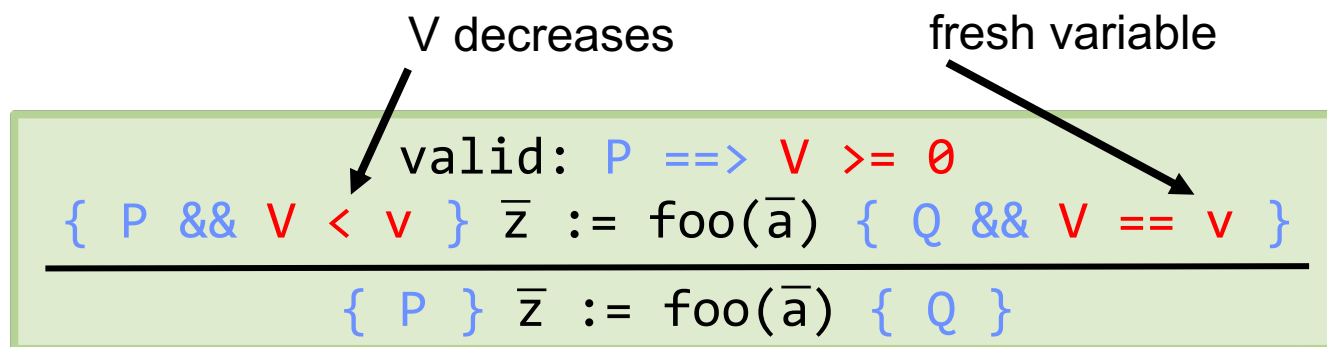 V decreases fresh variable
valid: P ==> V >= 0
{ P && V < v } z̅ := foo(a̅) { Q && V == v }
{ P } z̅ := foo(a̅) { Q }